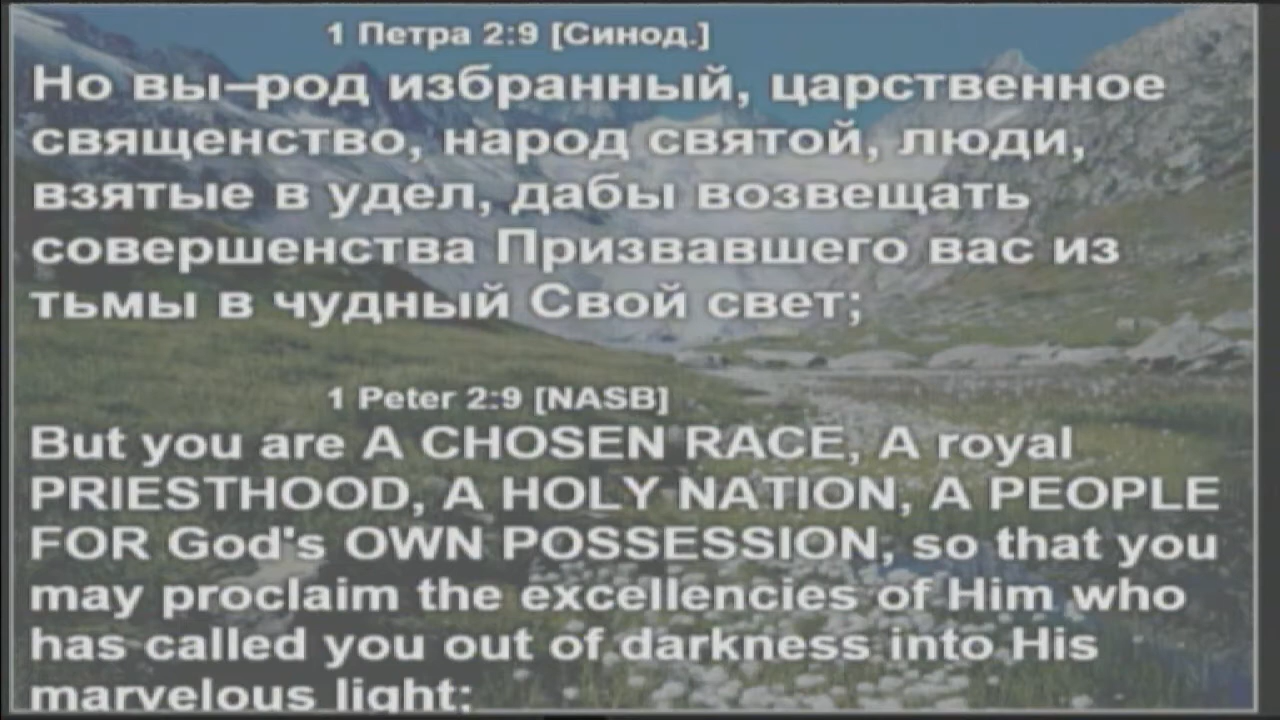 1 Петра 2:9 [Синод.]
Но вы–род избранный, царственное
священство, народ святой, люди,
взятые в удел, дабы возвещать
совершенства Призвавшего вас из
тьмы в чудный Свой свет;
1 Peter 2:9 [NASB]
But you are A CHOSEN RACE, A royal
PRIESTHOOD, A HOLY NATION, A PEOPLE
FOR God's OWN POSSESSION, so that you
may proclaim the excellencies of Him who
has called you out of darkness into His
marvelous light;